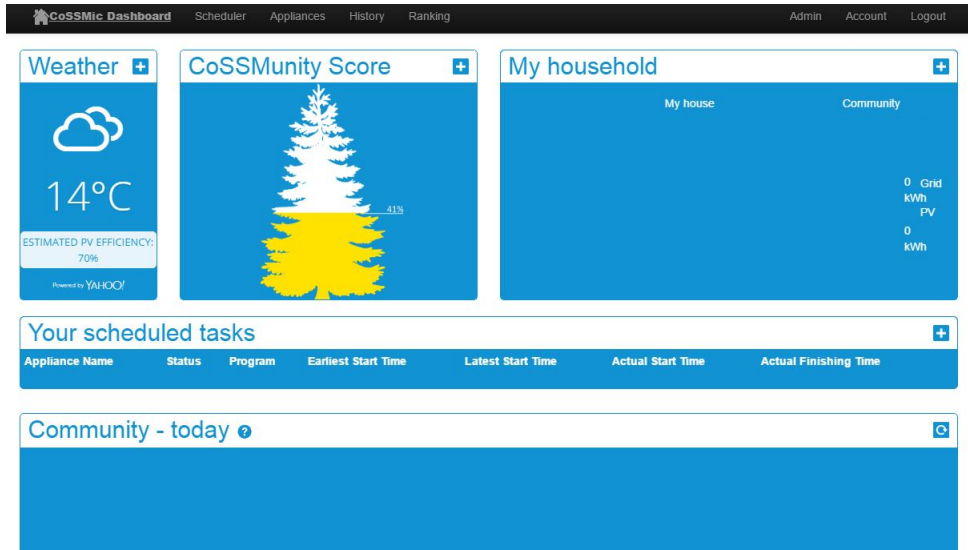 CoSSMic Dashboard Scheduler Appliances History Ranking Admin Account Logout
Weather
14°C
ESTIMATED PV EFFICIENCY:
70%
Powered by YAHOO!
CoSSMunity Score
41%
My household
My house Community
0 Grid
kWh
PV
0
kWh
Your scheduled tasks
Appliance Name Status Program Earliest Start Time Latest Start Time Actual Start Time Actual Finishing Time
Community - today